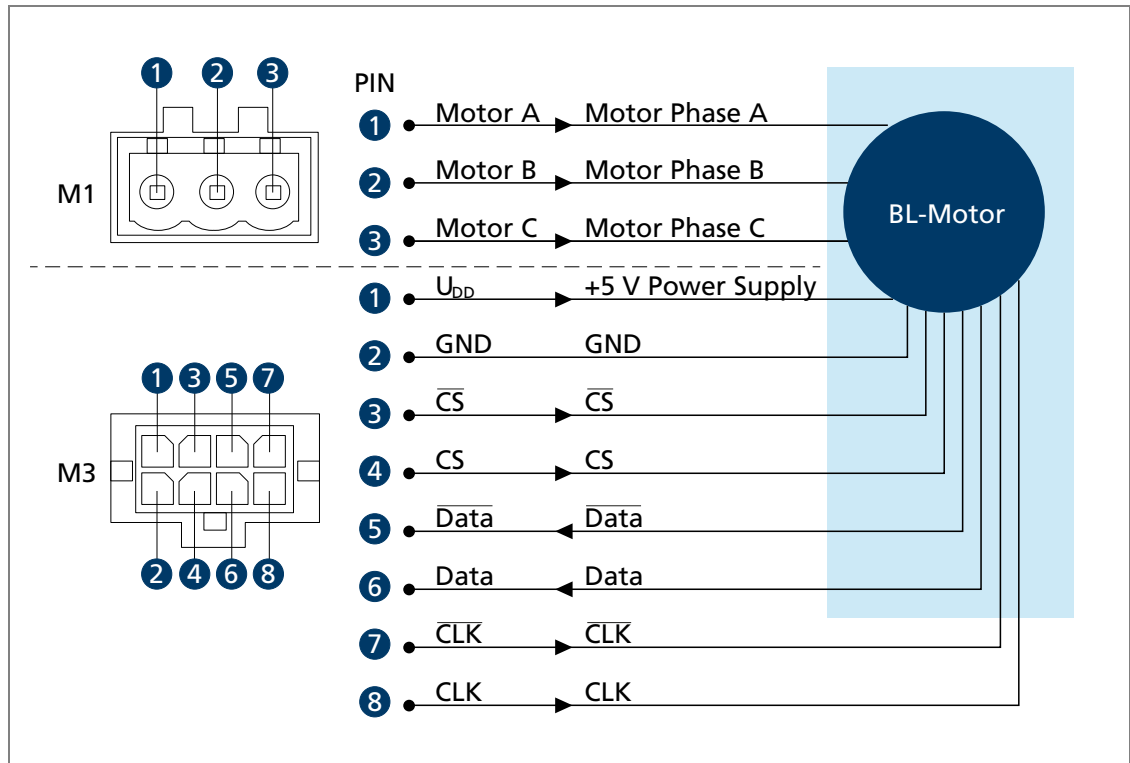 1 2 3
M1
PIN
1 Motor A Motor Phase A
2 Motor B Motor Phase B
3 Motor C Motor Phase C
BL-Motor
1 3 5 7
M3
2 4 6 8
1 U_DD +5 V Power Supply
2 GND GND
3 C̅S̅ C̅S̅
4 CS CS
5 D̅a̅t̅a̅ D̅a̅t̅a̅
6 Data Data
7 C̅L̅K̅ C̅L̅K̅
8 CLK CLK